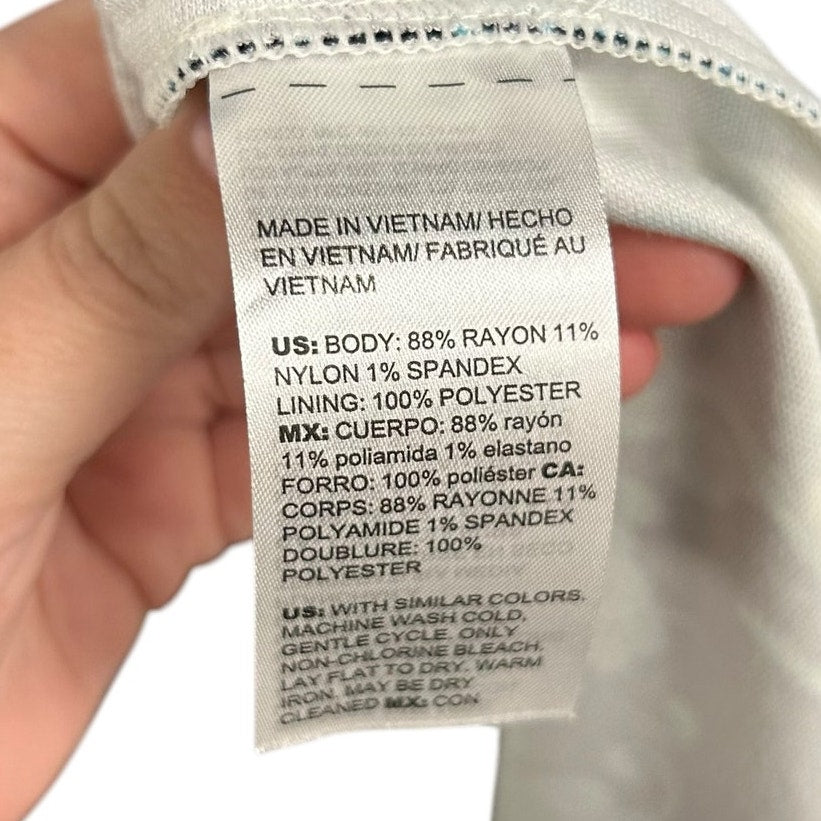 MADE IN VIETNAM/ HECHO
EN VIETNAM/ FABRIQUÉ AU
VIETNAM
US: BODY: 88% RAYON 11%
NYLON 1% SPANDEX
LINING: 100% POLYESTER
MX: CUERPO: 88% rayón
11% poliamida 1% elastano
FORRO: 100% poliéster CA:
CORPS: 88% RAYONNE 11%
POLYAMIDE 1% SPANDEX
DOUBLURE: 100%
POLYESTER
US: WITH SIMILAR COLORS,
MACHINE WASH COLD,
GENTLE CYCLE. ONLY
NON-CHLORINE BLEACH.
LAY FLAT TO DRY. WARM
IRON. MAY BE DRY
CLEANED MX: CON